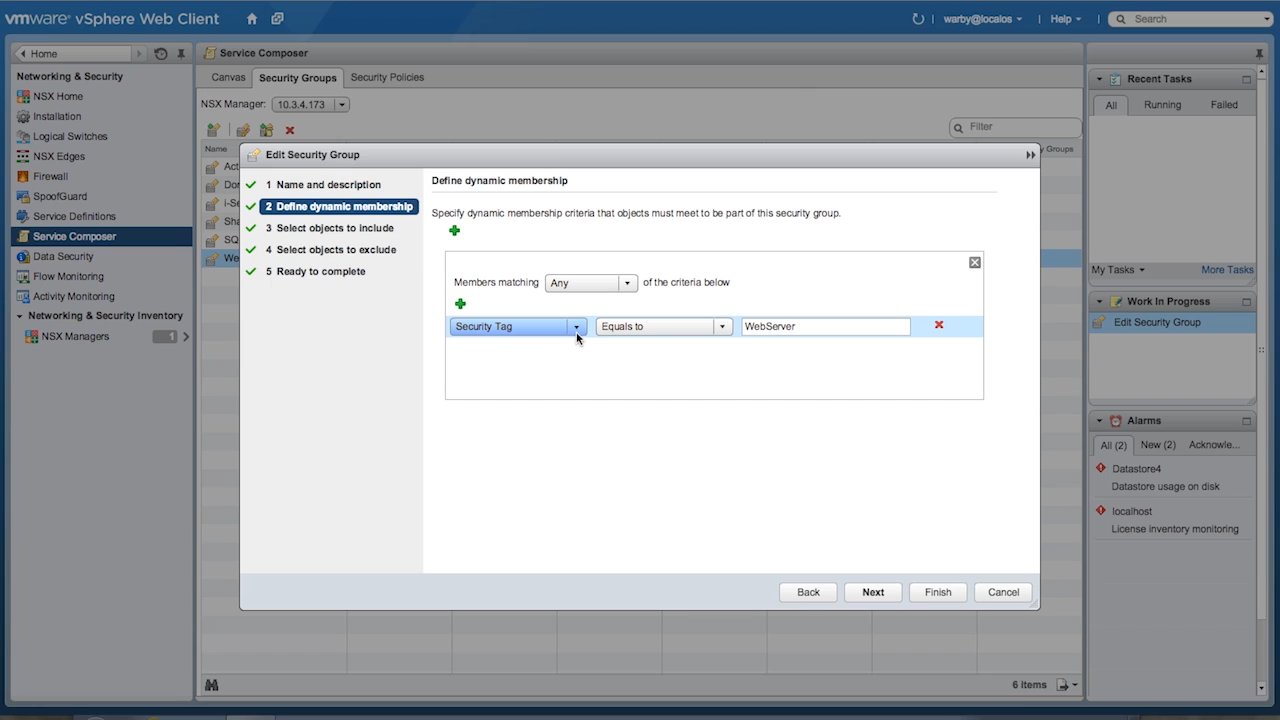 vmware® vSphere Web Client
warby@localos
Help
Search
Home
Networking & Security
NSX Home
Installation
Logical Switches
NSX Edges
Firewall
SpoofGuard
Service Definitions
Service Composer
Data Security
Flow Monitoring
Activity Monitoring
Networking & Security Inventory
NSX Managers 1
Service Composer
Canvas Security Groups Security Policies
NSX Manager: 10.3.4.173
Filter
Name
y Groups
Act
Dor
i-Se
Sha
SQ
We
6 Items
Edit Security Group
1 Name and description
2 Define dynamic membership
3 Select objects to include
4 Select objects to exclude
5 Ready to complete
Define dynamic membership
Specify dynamic membership criteria that objects must meet to be part of this security group.
Members matching Any of the criteria below
Security Tag Equals to WebServer
Back Next Finish Cancel
Recent Tasks
All Running Failed
My Tasks More Tasks
Work In Progress
Edit Security Group
Alarms
All (2) New (2) Acknowle...
Datastore4
Datastore usage on disk
localhost
License inventory monitoring